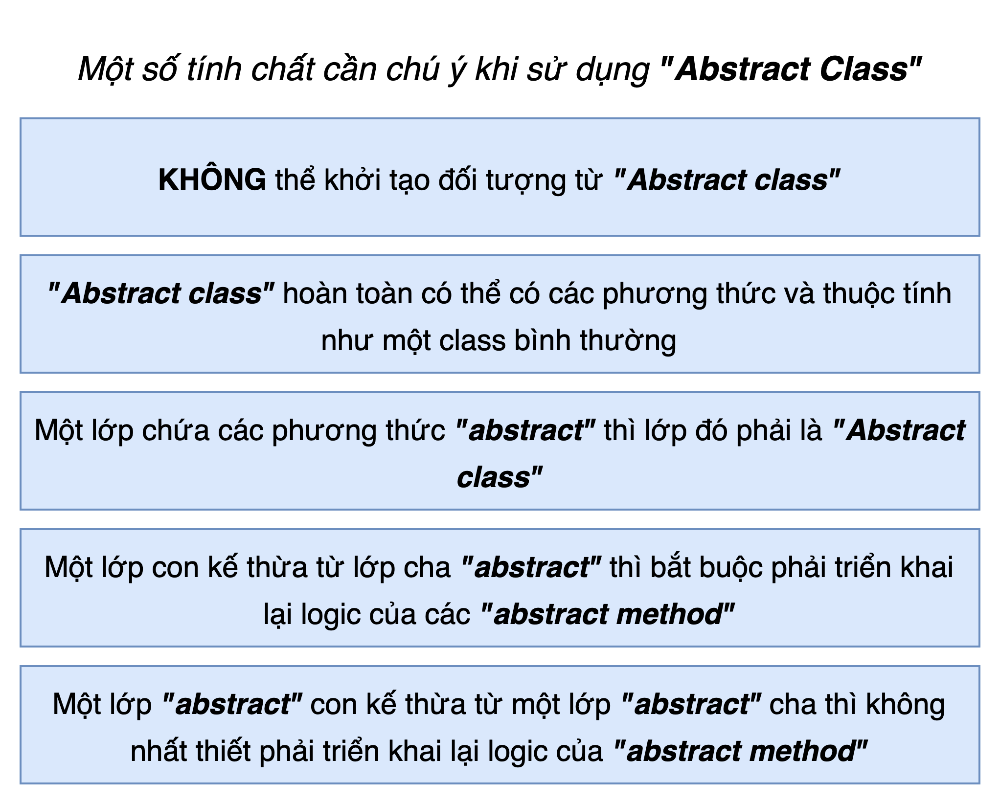 Một số tính chất cần chú ý khi sử dụng "Abstract Class"
KHÔNG thể khởi tạo đối tượng từ "Abstract class"
"Abstract class" hoàn toàn có thể có các phương thức và thuộc tính
như một class bình thường
Một lớp chứa các phương thức "abstract" thì lớp đó phải là "Abstract
class"
Một lớp con kế thừa từ lớp cha "abstract" thì bắt buộc phải triển khai
lại logic của các "abstract method"
Một lớp "abstract" con kế thừa từ một lớp "abstract" cha thì không
nhất thiết phải triển khai lại logic của "abstract method"